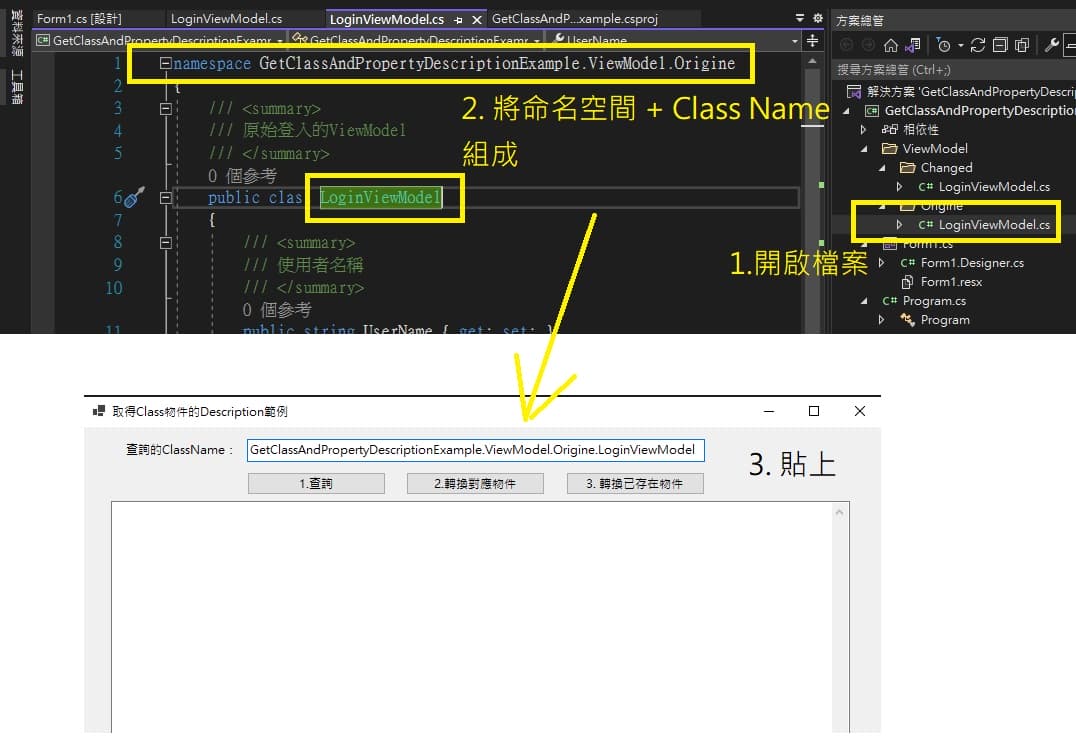 資料來源
工具箱
Form1.cs [設計]
LoginViewModel.cs
LoginViewModel.cs
GetClassAndP...xample.csproj
GetClassAndPropertyDescriptionExamr
GetClassAndPropertyDescriptionExamr
UserName
1 namespace GetClassAndPropertyDescriptionExample.ViewModel.Origine
2 {
3 /// <summary>
4 /// 原始登入的ViewModel
5 /// </summary>
0 個參考
6 public clas LoginViewModel
7 {
8 /// <summary>
9 /// 使用者名稱
10 /// </summary>
0 個參考
11 public string UserName { get; set; }
2. 將命名空間 + Class Name
組成
1.開啟檔案
方案總管
搜尋方案總管 (Ctrl+;)
解決方案 'GetClassAndPropertyDescrip
GetClassAndPropertyDescription
相依性
ViewModel
Changed
LoginViewModel.cs
Origine
LoginViewModel.cs
Form1.cs
Form1.Designer.cs
Form1.resx
Program.cs
Program
取得Class物件的Description範例
查詢的ClassName：
GetClassAndPropertyDescriptionExample.ViewModel.Origine.LoginViewModel
3. 貼上
1.查詢
2.轉換對應物件
3. 轉換已存在物件